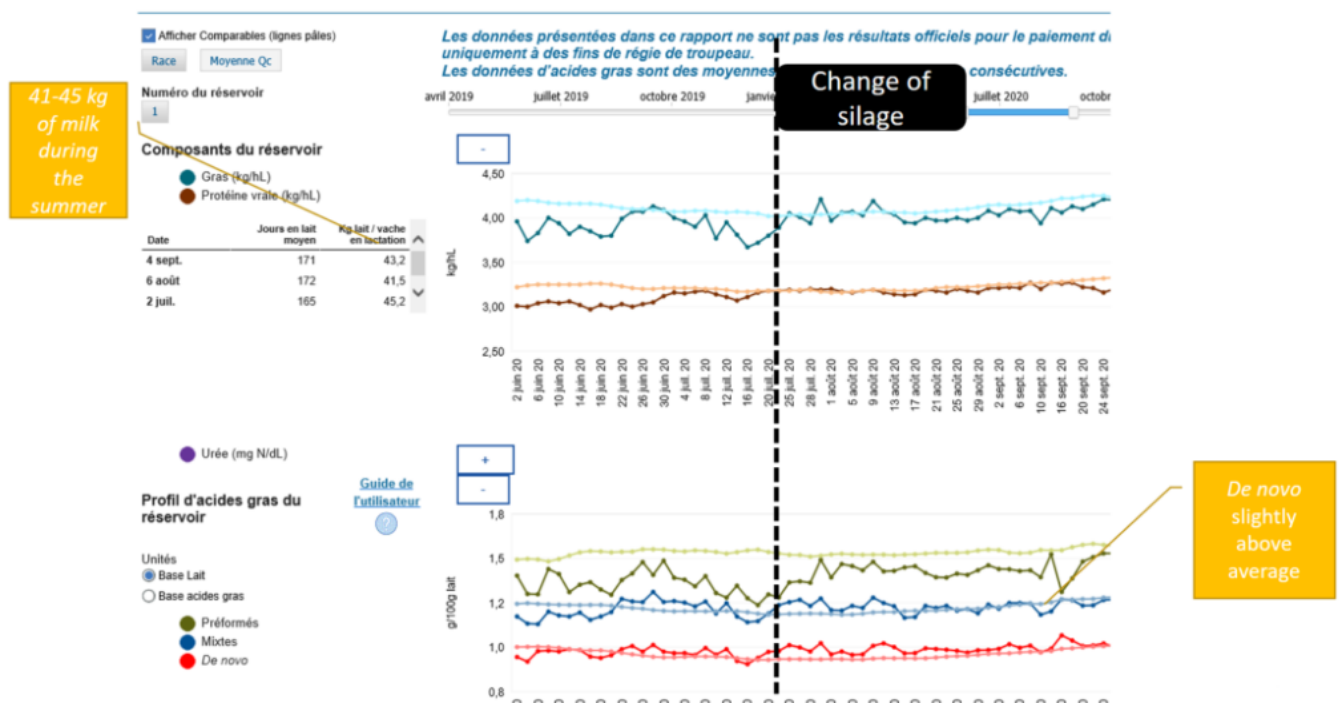 Afficher Comparables (lignes pâles)
Race
Moyenne Qc
Numéro du réservoir
1
41-45 kg
of milk
during
the
summer
Les données présentées dans ce rapport ne sont pas les résultats officiels pour le paiement
uniquement à des fins de régie de troupeau.
Les données d'acides gras sont des moyennes consécutives.
avril 2019
juillet 2019
octobre 2019
juillet 2020
Change of
silage
Composants du réservoir
Gras (kg/hL)
Protéine vraie (kg/hL)
Date
Jours en lait
moyen
Kg lait / vache
en lactation
4 sept. 171 43,2
6 août 172 41,5
2 juil. 165 45,2
-
4,50
4,00
3,50
3,00
2,50
kg/hL
2 juin 20
6 juin 20
10 juin 20
14 juin 20
18 juin 20
22 juin 20
26 juin 20
30 juin 20
4 juil. 20
8 juil. 20
12 juil. 20
16 juil. 20
20 juil. 20
25 juil. 20
28 juil. 20
1 août 20
5 août 20
9 août 20
13 août 20
17 août 20
21 août 20
25 août 20
29 août 20
2 sept. 20
6 sept. 20
10 sept. 20
16 sept. 20
20 sept. 20
24 sept. 20
Urée (mg N/dL)
+
-
Profil d'acides gras du
réservoir
Guide de
l'utilisateur
?
Unités
Base Lait
Base acides gras
Préformés
Mixtes
De novo
1,8
1,5
1,2
1,0
0,8
g/100g lait
De novo
slightly
above
average